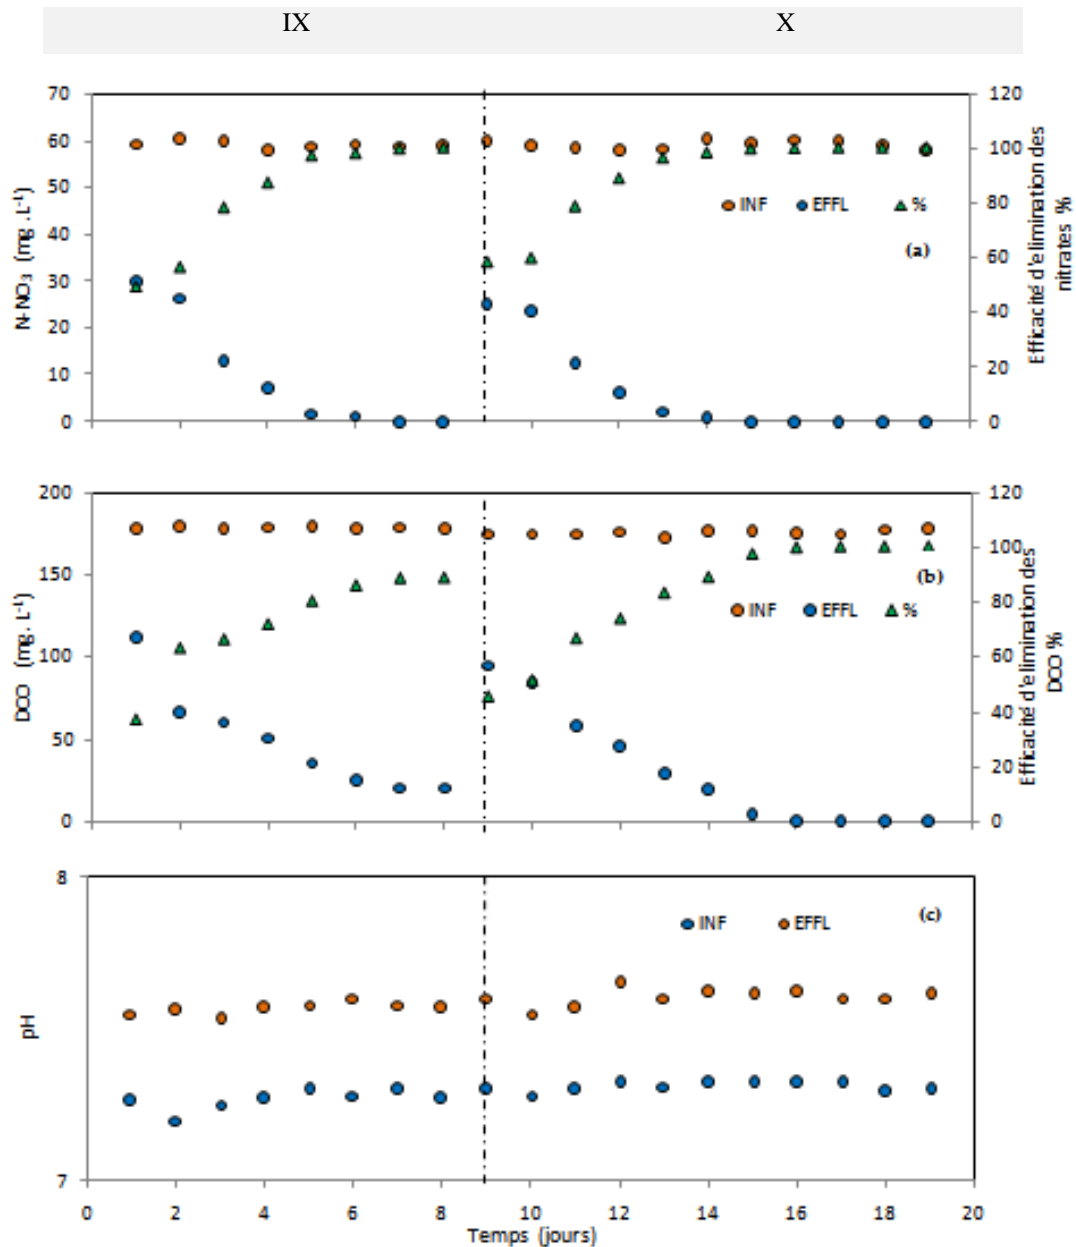 IX X
70 120
60 100
50 80
40 60
30 40
20 20
10 0
0
N-NO3 (mg .L-1)
Efficacité d'elimination des
nitrates %
INF EFFL %
(a)
200 120
150 100
100 80
50 60
0 40
20
0
DCO (mg. L-1)
Efficacité d'elimination des
DCO %
(b)
INF EFFL %
8
7
pH
(c)
INF EFFL
0 2 4 6 8 10 12 14 16 18 20
Temps (jours)